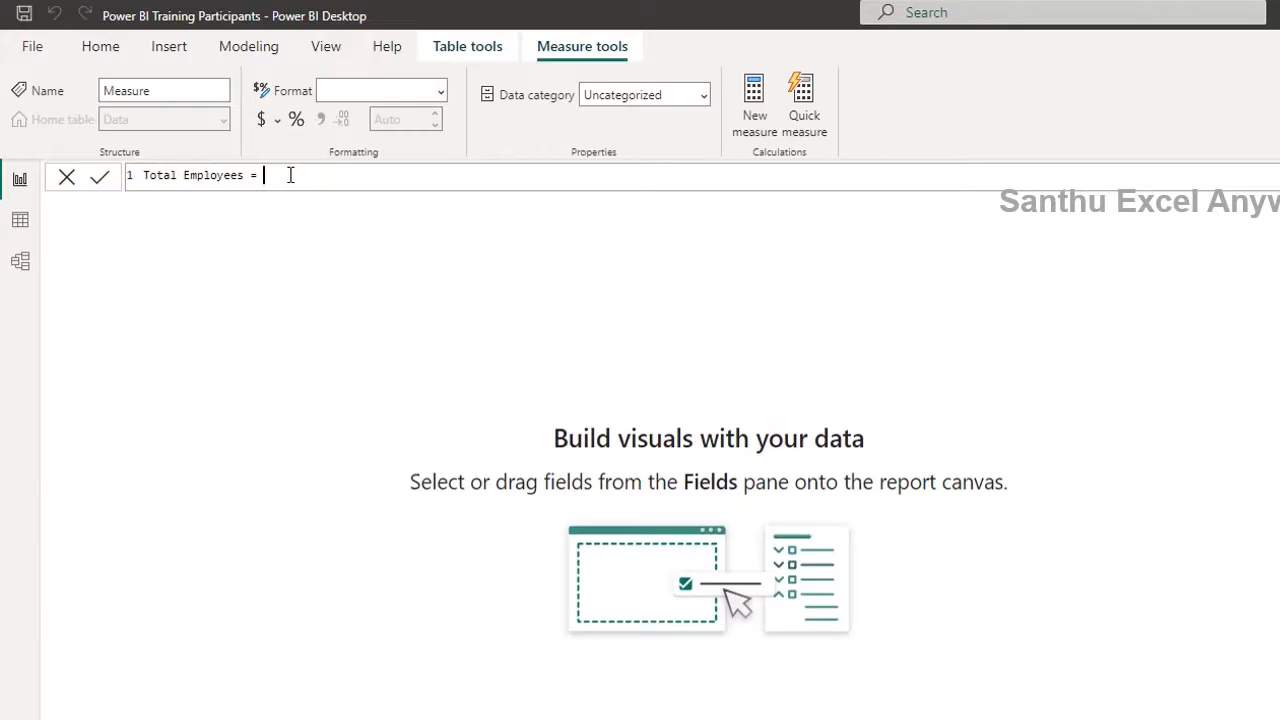 Power BI Training Participants - Power BI Desktop
Search
File
Home
Insert
Modeling
View
Help
Table tools
Measure tools
Name
Measure
Format
Data category
Uncategorized
Home table
Data
$
%
Auto
New
measure
Quick
measure
Structure
Formatting
Properties
Calculations
1 Total Employees =
Santhu Excel Anyw
Build visuals with your data
Select or drag fields from the Fields pane onto the report canvas.